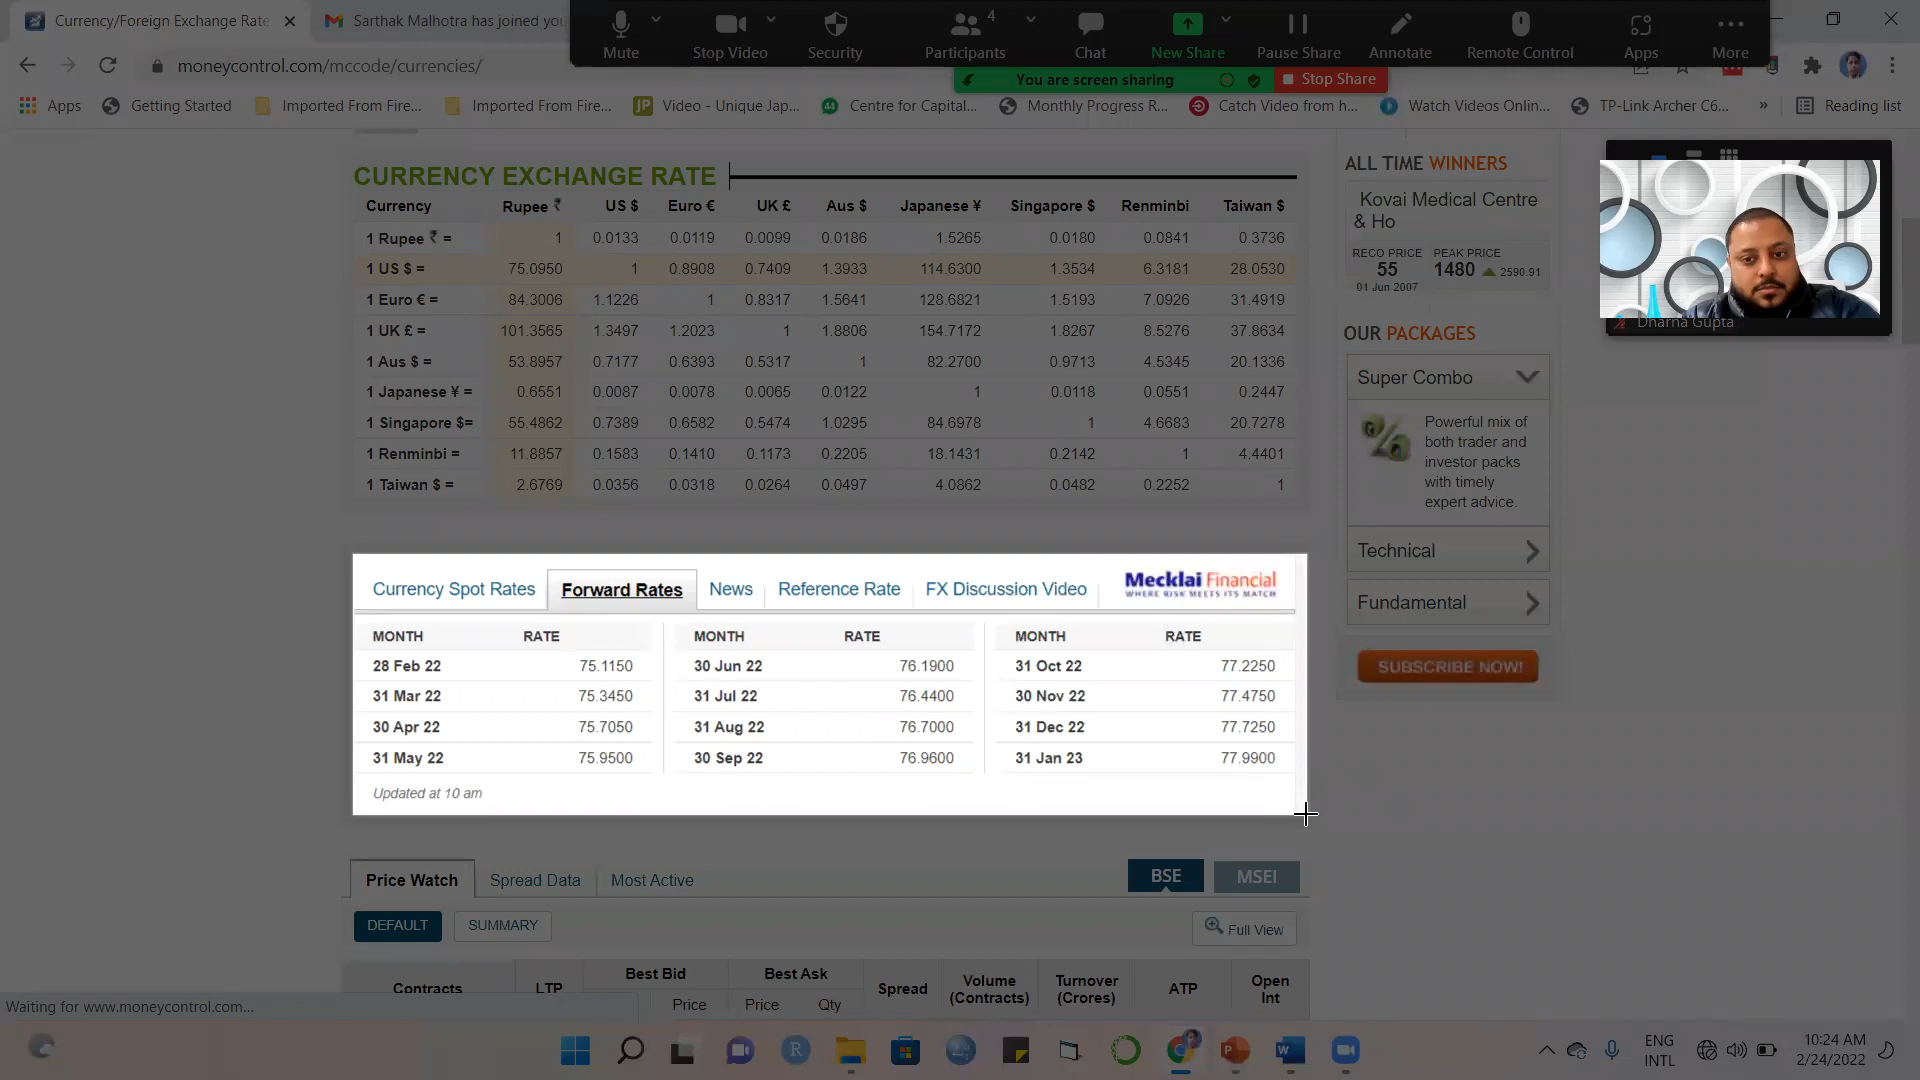 Currency/Foreign Exchange Rate
Sarthak Malhotra has joined you
Mute
Stop Video
Security
Participants
4
Chat
New Share
Pause Share
Annotate
Remote Control
Apps
More
You are screen sharing
Stop Share
moneycontrol.com/mccode/currencies/
Apps
Getting Started
Imported From Fire...
Imported From Fire...
JP
Video - Unique Jap...
44
Centre for Capital...
Monthly Progress R...
Catch Video from h...
Watch Videos Onlin...
TP-Link Archer C6...
»
Reading list
CURRENCY EXCHANGE RATE
Currency Rupee ₹ US $ Euro € UK £ Aus $ Japanese ¥ Singapore $ Renminbi Taiwan $
1 Rupee ₹ = 1 0.0133 0.0119 0.0099 0.0186 1.5265 0.0180 0.0841 0.3736
1 US $ = 75.0950 1 0.8908 0.7409 1.3933 114.6300 1.3534 6.3181 28.0530
1 Euro € = 84.3006 1.1226 1 0.8317 1.5641 128.6821 1.5193 7.0926 31.4919
1 UK £ = 101.3565 1.3497 1.2023 1 1.8806 154.7172 1.8267 8.5276 37.8634
1 Aus $ = 53.8957 0.7177 0.6393 0.5317 1 82.2700 0.9713 4.5345 20.1336
1 Japanese ¥ = 0.6551 0.0087 0.0078 0.0065 0.0122 1 0.0118 0.0551 0.2447
1 Singapore $= 55.4862 0.7389 0.6582 0.5474 1.0295 84.6978 1 4.6683 20.7278
1 Renminbi = 11.8857 0.1583 0.1410 0.1173 0.2205 18.1431 0.2142 1 4.4401
1 Taiwan $ = 2.6769 0.0356 0.0318 0.0264 0.0497 4.0862 0.0482 0.2252 1
ALL TIME WINNERS
Kovai Medical Centre
& Ho
RECO PRICE PEAK PRICE
55 1480 2590.91
01 Jun 2007
Dharna Gupta
OUR PACKAGES
Super Combo
Powerful mix of
both trader and
investor packs
with timely
expert advice.
Technical
Fundamental
SUBSCRIBE NOW!
Currency Spot Rates
Forward Rates
News
Reference Rate
FX Discussion Video
Mecklai Financial
WHERE RISK MEETS ITS MATCH
MONTH RATE MONTH RATE MONTH RATE
28 Feb 22 75.1150 30 Jun 22 76.1900 31 Oct 22 77.2250
31 Mar 22 75.3450 31 Jul 22 76.4400 30 Nov 22 77.4750
30 Apr 22 75.7050 31 Aug 22 76.7000 31 Dec 22 77.7250
31 May 22 75.9500 30 Sep 22 76.9600 31 Jan 23 77.9900
Updated at 10 am
Price Watch
Spread Data
Most Active
BSE
MSEI
DEFAULT
SUMMARY
Full View
Contracts LTP Best Bid Best Ask Spread Volume (Contracts) Turnover (Crores) ATP Open Int
Price Price Qty
Waiting for www.moneycontrol.com...
ENG
INTL
10:24 AM
2/24/2022